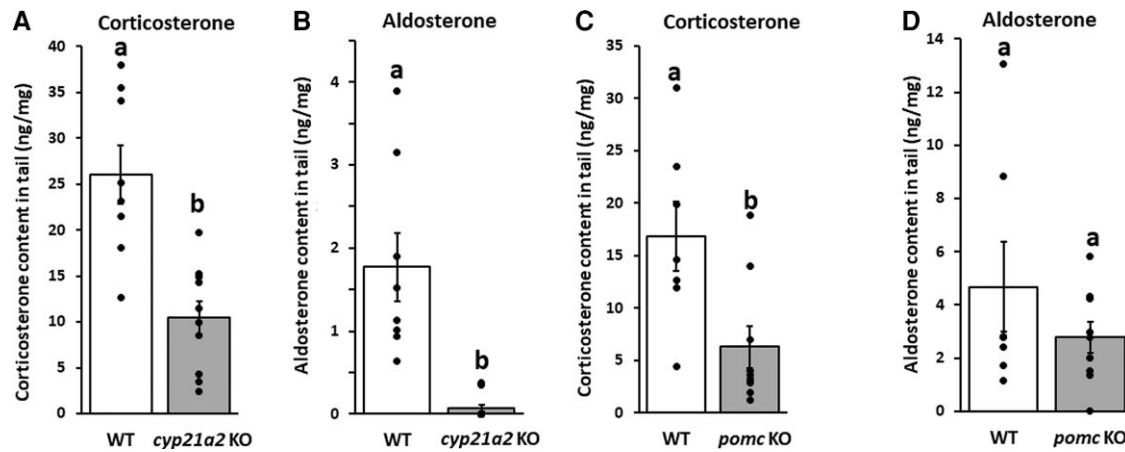 A
Corticosterone
Corticosterone content in tail (ng/mg)
40
35
30
25
20
15
10
5
0
a
b
WT
cyp21a2 KO
B
Aldosterone
Aldosterone content in tail (ng/mg)
4
3
2
1
0
a
b
WT
cyp21a2 KO
C
Corticosterone
Corticosterone content in tail (ng/mg)
35
30
25
20
15
10
5
0
a
b
WT
pomc KO
D
Aldosterone
Aldosterone content in tail (ng/mg)
14
12
10
8
6
4
2
0
a
a
WT
pomc KO